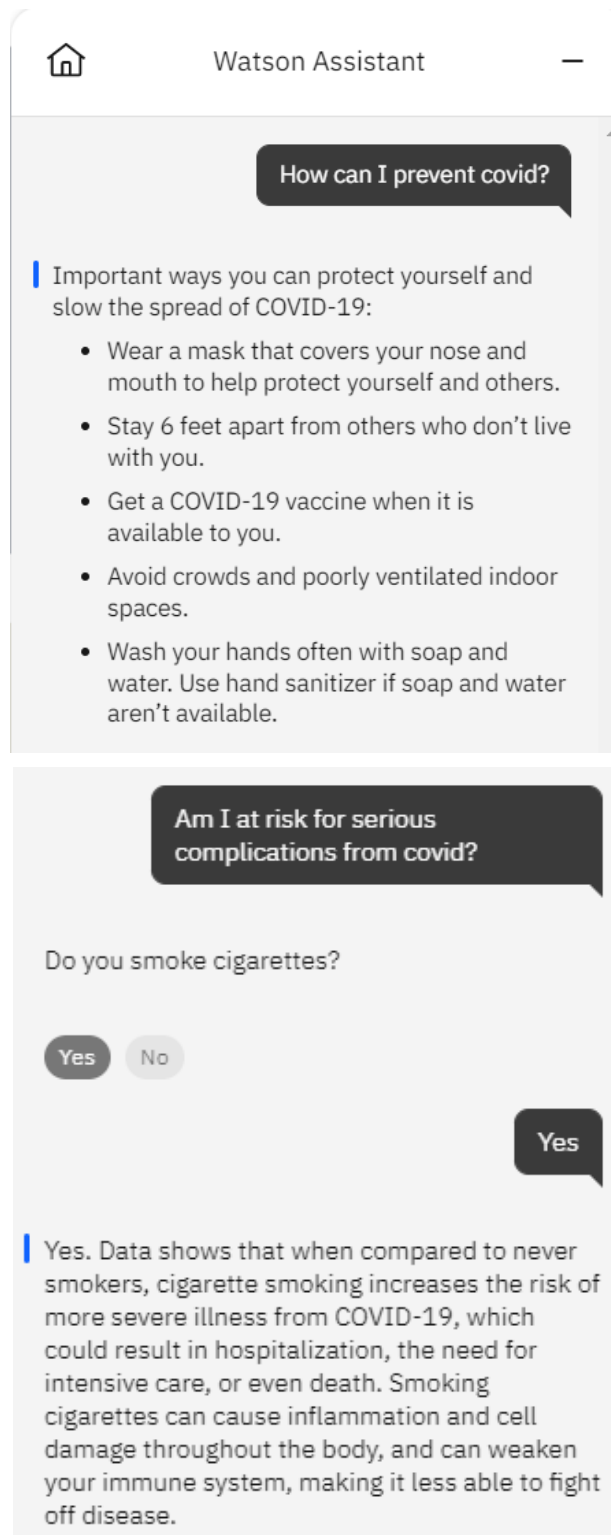 Watson Assistant
How can I prevent covid?
Important ways you can protect yourself and
slow the spread of COVID-19:
• Wear a mask that covers your nose and
mouth to help protect yourself and others.
• Stay 6 feet apart from others who don’t live
with you.
• Get a COVID-19 vaccine when it is
available to you.
• Avoid crowds and poorly ventilated indoor
spaces.
• Wash your hands often with soap and
water. Use hand sanitizer if soap and water
aren’t available.
Am I at risk for serious
complications from covid?
Do you smoke cigarettes?
Yes No
Yes
Yes. Data shows that when compared to never
smokers, cigarette smoking increases the risk of
more severe illness from COVID-19, which
could result in hospitalization, the need for
intensive care, or even death. Smoking
cigarettes can cause inflammation and cell
damage throughout the body, and can weaken
your immune system, making it less able to fight
off disease.